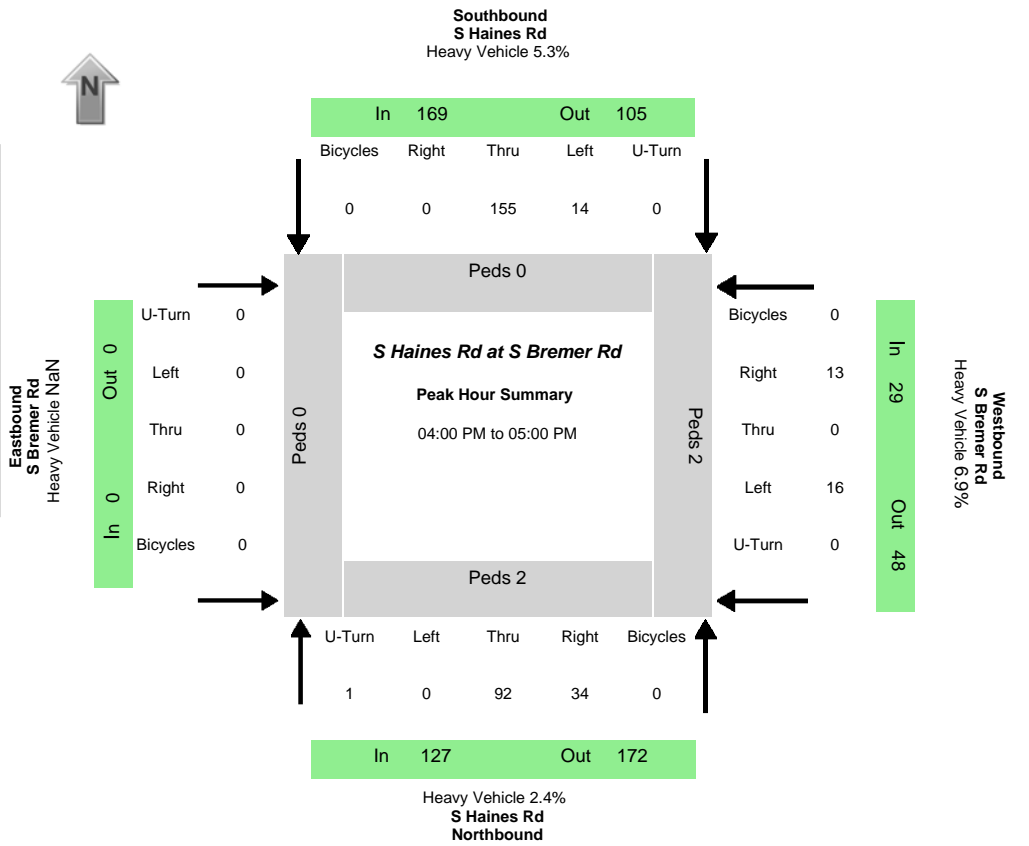 Southbound
S Haines Rd
Heavy Vehicle 5.3%
N
In 169 Out 105
Bicycles Right Thru Left U-Turn
0 0 155 14 0
Peds 0
U-Turn 0
Left 0
Thru 0
Right 0
Bicycles 0
Out 0
In 0
Eastbound
S Bremer Rd
Heavy Vehicle NaN
Peds 0
S Haines Rd at S Bremer Rd
Peak Hour Summary
04:00 PM to 05:00 PM
Peds 2
Bicycles 0
Right 13
Thru 0
Left 16
U-Turn 0
In 29
Out 48
Westbound
S Bremer Rd
Heavy Vehicle 6.9%
Peds 2
U-Turn Left Thru Right Bicycles
1 0 92 34 0
In 127 Out 172
Heavy Vehicle 2.4%
S Haines Rd
Northbound